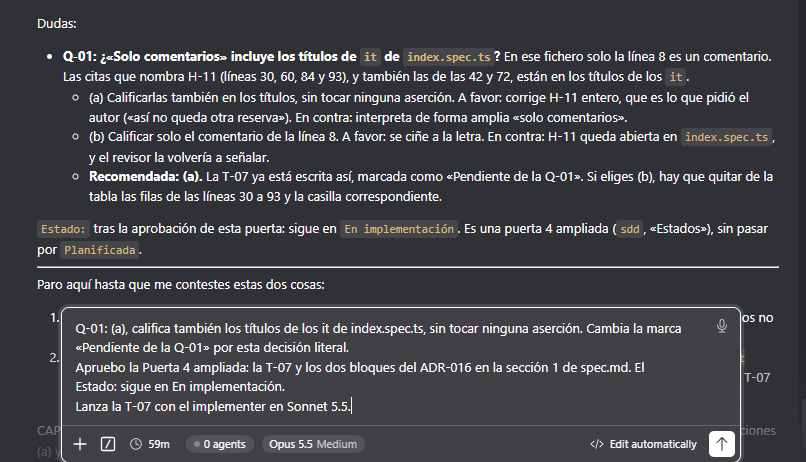 Dudas:
• Q-01: ¿«Solo comentarios» incluye los títulos de it de index.spec.ts? En ese fichero solo la línea 8 es un comentario.
Las citas que nombra H-11 (líneas 30, 60, 84 y 93), y también las de las 42 y 72, están en los títulos de los it.
◦ (a) Calificarlas también en los títulos, sin tocar ninguna aserción. A favor: corrige H-11 entero, que es lo que pidió el
autor («así no queda otra reserva»). En contra: interpreta de forma amplia «solo comentarios».
◦ (b) Calificar solo el comentario de la línea 8. A favor: se ciñe a la letra. En contra: H-11 queda abierta en index.spec.ts,
y el revisor la volvería a señalar.
◦ Recomendada: (a). La T-07 ya está escrita así, marcada como «Pendiente de la Q-01». Si eliges (b), hay que quitar de la
tabla las filas de las líneas 30 a 93 y la casilla correspondiente.
Estado: tras la aprobación de esta puerta: sigue en En implementación. Es una puerta 4 ampliada (sdd, «Estados»), sin pasar
por Planificada.
Paro aquí hasta que me contestes estas dos cosas:
1.
os no
Q-01: (a), califica también los títulos de los it de index.spec.ts, sin tocar ninguna aserción. Cambia la marca
«Pendiente de la Q-01» por esta decisión literal.
2.
Apruebo la Puerta 4 ampliada: la T-07 y los dos bloques del ADR-016 en la sección 1 de spec.md. El
T-07
Estado: sigue en En implementación.
Lanza la T-07 con el implementer en Sonnet 5.5.
CAP
ciones
(a) y
59m
0 agents
Opus 5.5 Medium
Edit automatically